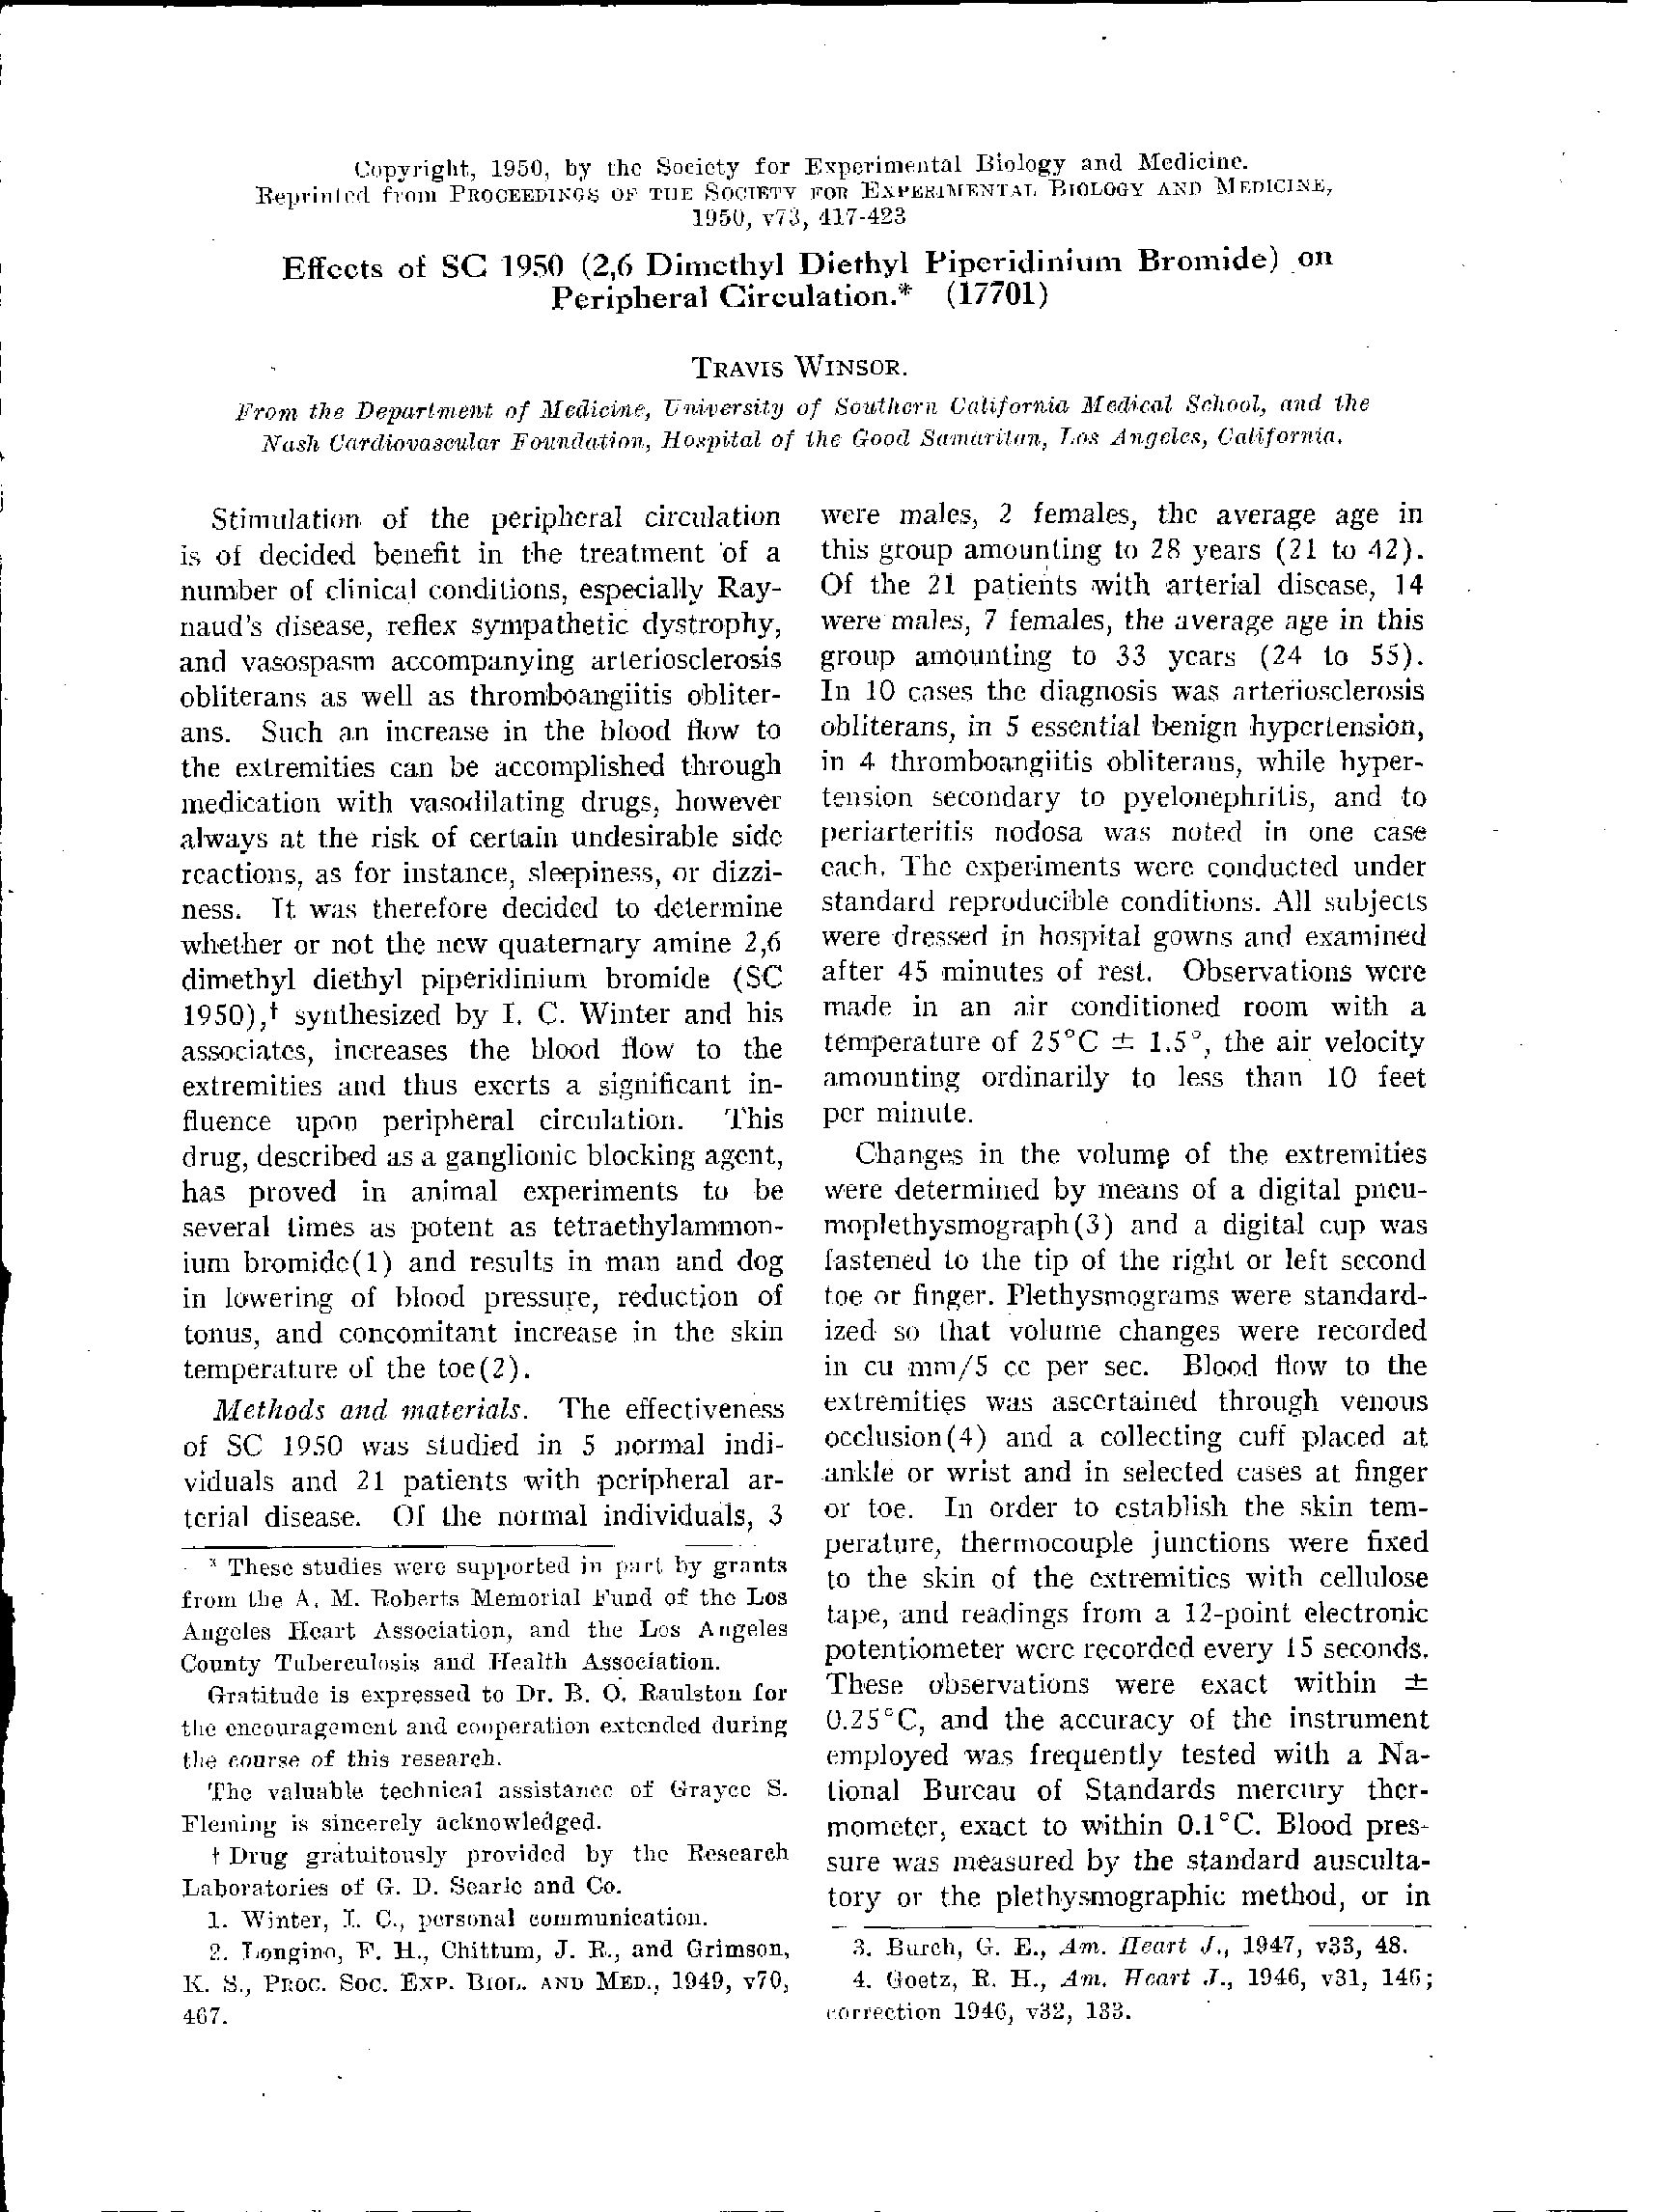 Copyright, 1950, by the Society for Experimental Biology and Medicine.
Reprinted from PROCEEDINGS OF THE SOCIETY FOR EXPERIMENTAL BIOLOGY AND MEDICINE,
1950, v73, 417-423
Effects of SC 1950 (2,6 Dimethyl Diethyl Piperidinium Bromide) on
Peripheral Circulation.* (17701)
TRAVIS WINSOR.
From the Department of Medicine, University of Southern California Medical School, and the
Nash Cardiovascular Foundation, Hospital of the Good Samaritan, Los Angeles, California.
Stimulation of the peripheral circulation
is of decided benefit in the treatment of a
number of clinical conditions, especially Ray-
naud's disease, reflex sympathetic dystrophy,
and vasospasm accompanying arteriosclerosis
obliterans as well as thromboangiitis obliter-
ans. Such an increase in the blood flow to
the extremities can be accomplished through
medication with vasodilating drugs, however
always at the risk of certain undesirable side
reactions, as for instance, sleepiness, or dizzi-
ness. It was therefore decided to determine
whether or not the new quaternary amine 2,6
dimethyl diethyl piperidinium bromide (SC
1950),† synthesized by I. C. Winter and his
associates, increases the blood flow to the
extremities and thus exerts a significant in-
fluence upon peripheral circulation. This
drug, described as a ganglionic blocking agent,
has proved in animal experiments to be
several times as potent as tetraethylammon-
ium bromide(1) and results in man and dog
in lowering of blood pressure, reduction of
tonus, and concomitant increase in the skin
temperature of the toe(2).
Methods and materials. The effectiveness
of SC 1950 was studied in 5 normal indi-
viduals and 21 patients with peripheral ar-
terial disease. Of the normal individuals, 3
* These studies were supported in part by grants
from the A. M. Roberts Memorial Fund of the Los
Angeles Heart Association, and the Los Angeles
County Tuberculosis and Health Association.
Gratitude is expressed to Dr. B. O. Raulston for
the encouragement and cooperation extended during
the course of this research.
The valuable technical assistance of Grayce S.
Fleming is sincerely acknowledged.
† Drug gratuitously provided by the Research
Laboratories of G. D. Searle and Co.
1. Winter, I. C., personal communication.
2. Longino, F. H., Chittum, J. R., and Grimson,
K. S., PROC. SOC. EXP. BIOL. AND MED., 1949, v70,
467.
were males, 2 females, the average age in
this group amounting to 28 years (21 to 42).
Of the 21 patients with arterial disease, 14
were males, 7 females, the average age in this
group amounting to 33 years (24 to 55).
In 10 cases the diagnosis was arteriosclerosis
obliterans, in 5 essential benign hypertension,
in 4 thromboangiitis obliterans, while hyper-
tension secondary to pyelonephritis, and to
periarteritis nodosa was noted in one case
each. The experiments were conducted under
standard reproducible conditions. All subjects
were dressed in hospital gowns and examined
after 45 minutes of rest. Observations were
made in an air conditioned room with a
temperature of 25°C ± 1.5°, the air velocity
amounting ordinarily to less than 10 feet
per minute.
Changes in the volume of the extremities
were determined by means of a digital pneu-
moplethysmograph(3) and a digital cup was
fastened to the tip of the right or left second
toe or finger. Plethysmograms were standard-
ized so that volume changes were recorded
in cu mm/5 cc per sec. Blood flow to the
extremities was ascertained through venous
occlusion(4) and a collecting cuff placed at
ankle or wrist and in selected cases at finger
or toe. In order to establish the skin tem-
perature, thermocouple junctions were fixed
to the skin of the extremities with cellulose
tape, and readings from a 12-point electronic
potentiometer were recorded every 15 seconds.
These observations were exact within ±
0.25°C, and the accuracy of the instrument
employed was frequently tested with a Na-
tional Bureau of Standards mercury ther-
mometer, exact to within 0.1°C. Blood pres-
sure was measured by the standard ausculta-
tory or the plethysmographic method, or in
3. Burch, G. E., Am. Heart J., 1947, v33, 48.
4. Goetz, R. H., Am. Heart J., 1946, v31, 146;
correction 1946, v32, 133.